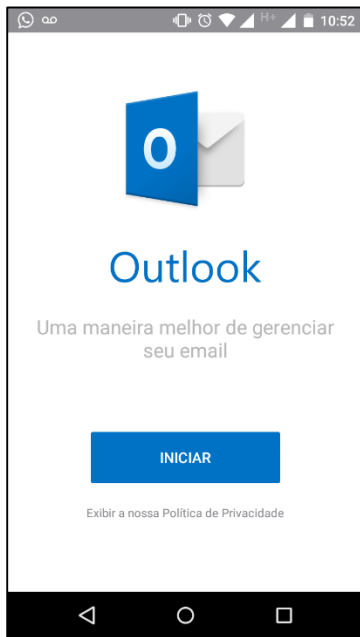 H+ 10:52
O
Outlook
Uma maneira melhor de gerenciar
seu email
INICIAR
Exibir a nossa Política de Privacidade